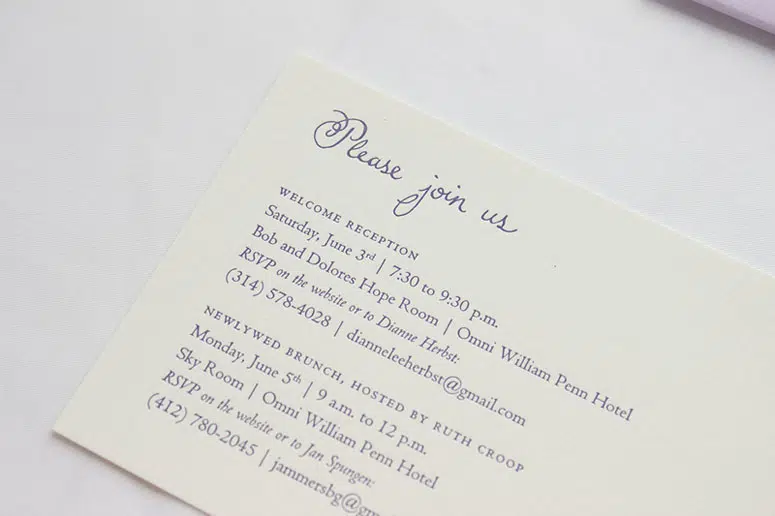 Please join us
WELCOME RECEPTION
Saturday, June 3rd | 7:30 to 9:30 p.m.
Bob and Dolores Hope Room | Omni William Penn Hotel
RSVP on the website or to Dianne Herbst:
(314) 578-4028 | dianneleeherbst@gmail.com
NEWLYWED BRUNCH, HOSTED BY RUTH CROOP
Monday, June 5th | 9 a.m. to 12 p.m.
Sky Room | Omni William Penn Hotel
RSVP on the website or to Jan Spungen:
(412) 780-2045 | jammersbg@gm